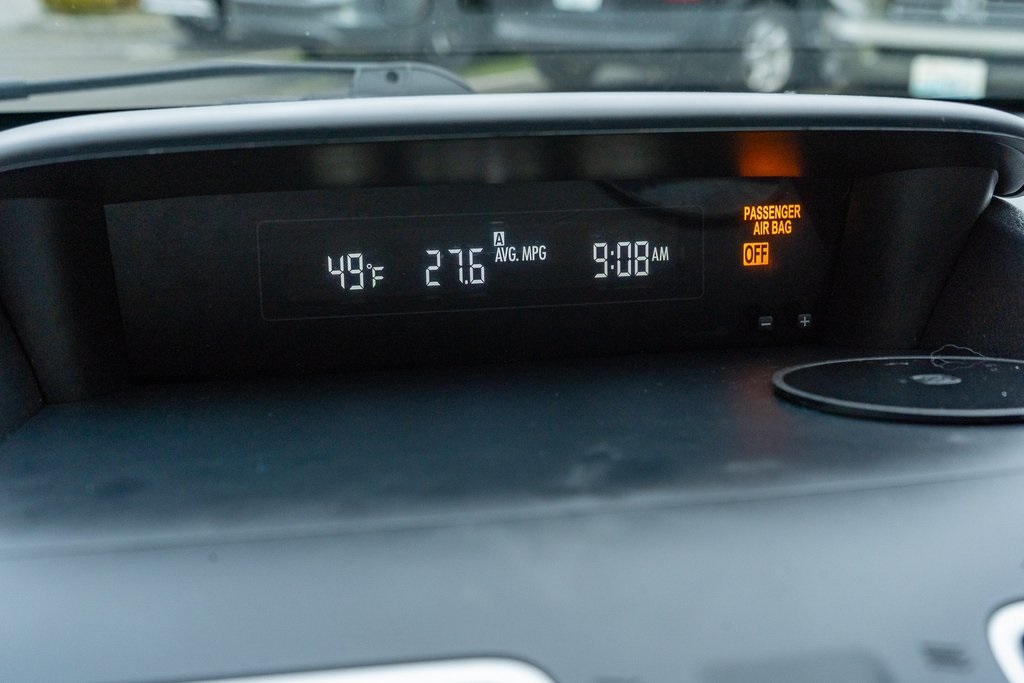 49°F 27.6 A AVG. MPG 9:08 AM
PASSENGER
AIR BAG
OFF
- +